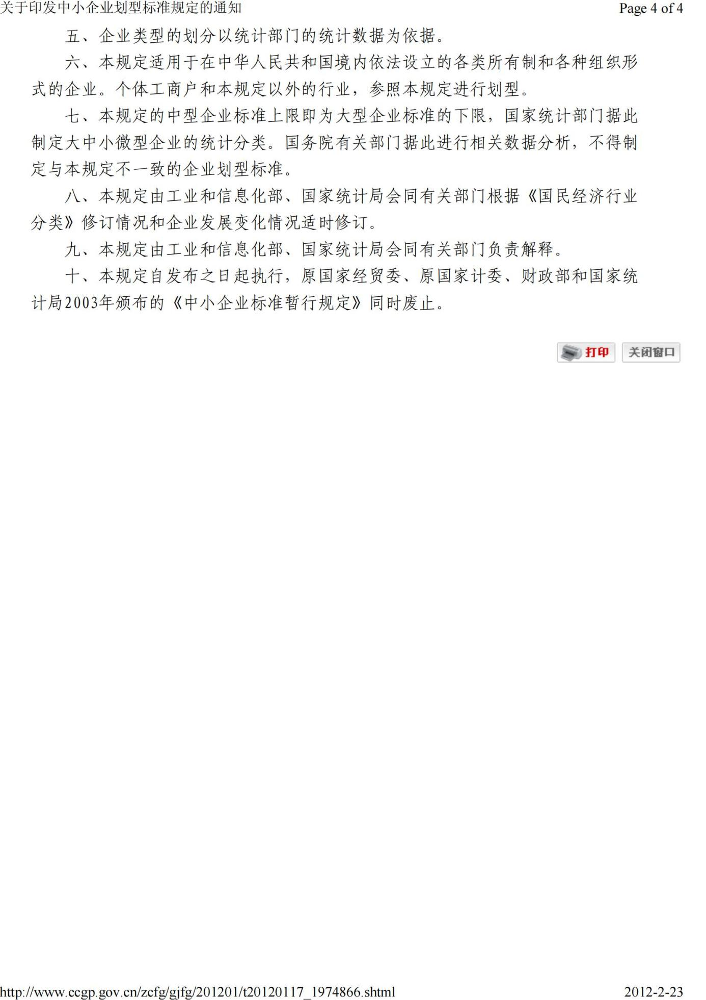 关于印发中小企业划型标准规定的通知
Page 4 of 4
五、企业类型的划分以统计部门的统计数据为依据。
六、本规定适用于在中华人民共和国境内依法设立的各类所有制和各种组织形
式的企业。个体工商户和本规定以外的行业，参照本规定进行划型。
七、本规定的中型企业标准上限即为大型企业标准的下限，国家统计部门据此
制定大中小微型企业的统计分类。国务院有关部门据此进行相关数据分析，不得制
定与本规定不一致的企业划型标准。
八、本规定由工业和信息化部、国家统计局会同有关部门根据《国民经济行业
分类》修订情况和企业发展变化情况适时修订。
九、本规定由工业和信息化部、国家统计局会同有关部门负责解释。
十、本规定自发布之日起执行，原国家经贸委、原国家计委、财政部和国家统
计局2003年颁布的《中小企业标准暂行规定》同时废止。
打印
关闭窗口
http://www.ccgp.gov.cn/zcfg/gjfg/201201/t20120117_1974866.shtml
2012-2-23